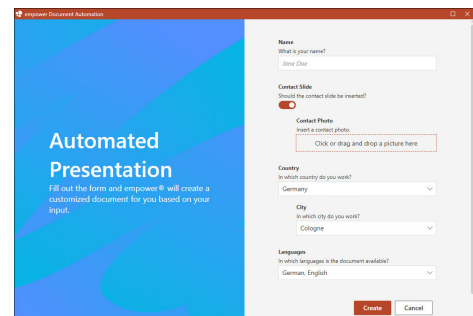 empower Document Automation
Automated
Presentation
Fill out the form and empower® will create a
customized document for you based on your
input.
Name
What is your name?
Jane Doe
Contact Slide
Should the contact slide be inserted?
Contact Photo
Insert a contact photo.
Click or drag and drop a picture here
Country
In which country do you work?
Germany
City
In which city do you work?
Cologne
Languages
In which languages is the document available?
German, English
Create
Cancel